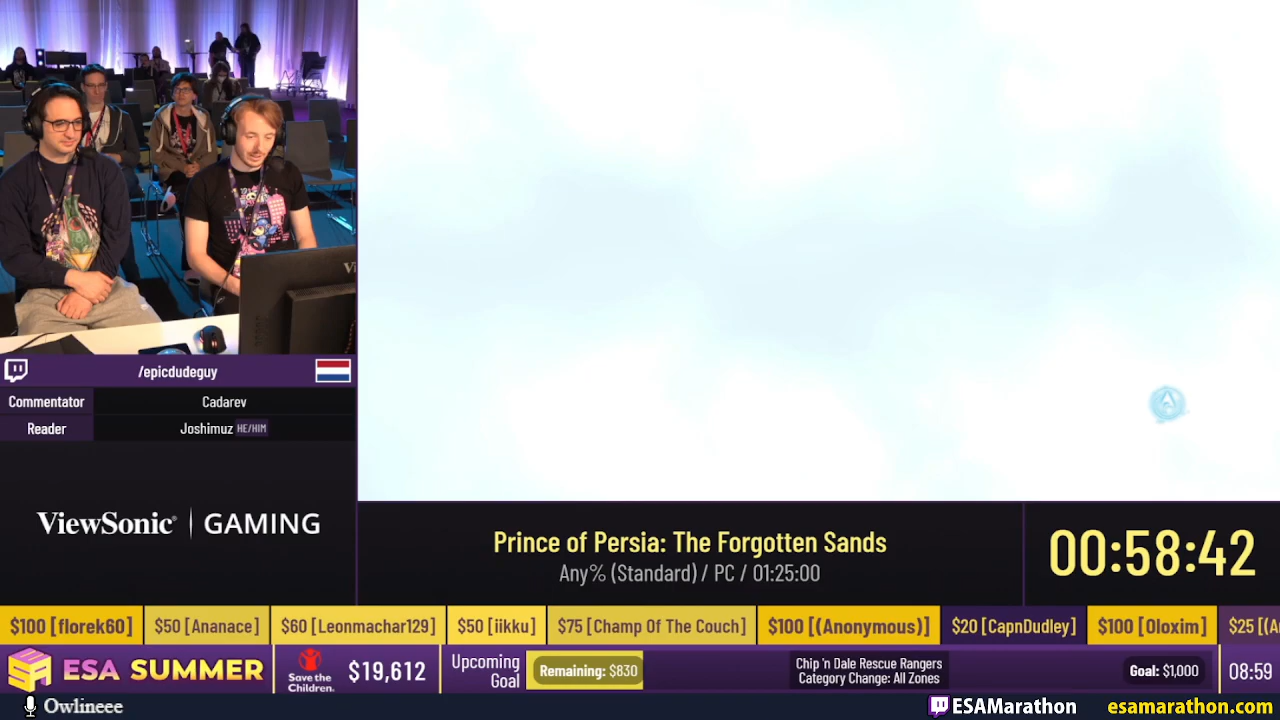 /epicdudeguy
Commentator Cadarev
Reader Joshimuz HE/HIM
ViewSonic | GAMING
Prince of Persia: The Forgotten Sands
Any% (Standard) / PC / 01:25:00
00:58:42
$100 [florek60] $50 [Ananace] $60 [Leonmachar129] $50 [iikku] $75 [Champ Of The Couch] $100 [(Anonymous)] $20 [CapnDudley] $100 [Oloxim] $25
ESA SUMMER
Save the
Children.
$19,612
Upcoming
Goal
Remaining: $830
Chip 'n Dale Rescue Rangers
Category Change: All Zones
Goal: $1,000
08:59
Owlineee
ESAMarathon esamarathon.com